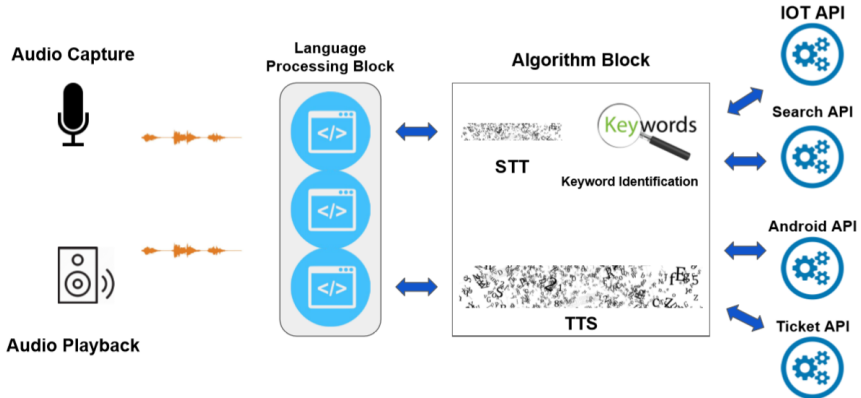 IOT API
Audio Capture
Language
Processing Block
Algorithm Block
Search API
</>
Keywords
STT
Keyword Identification
</>
Android API
</>
TTS
Ticket API
Audio Playback